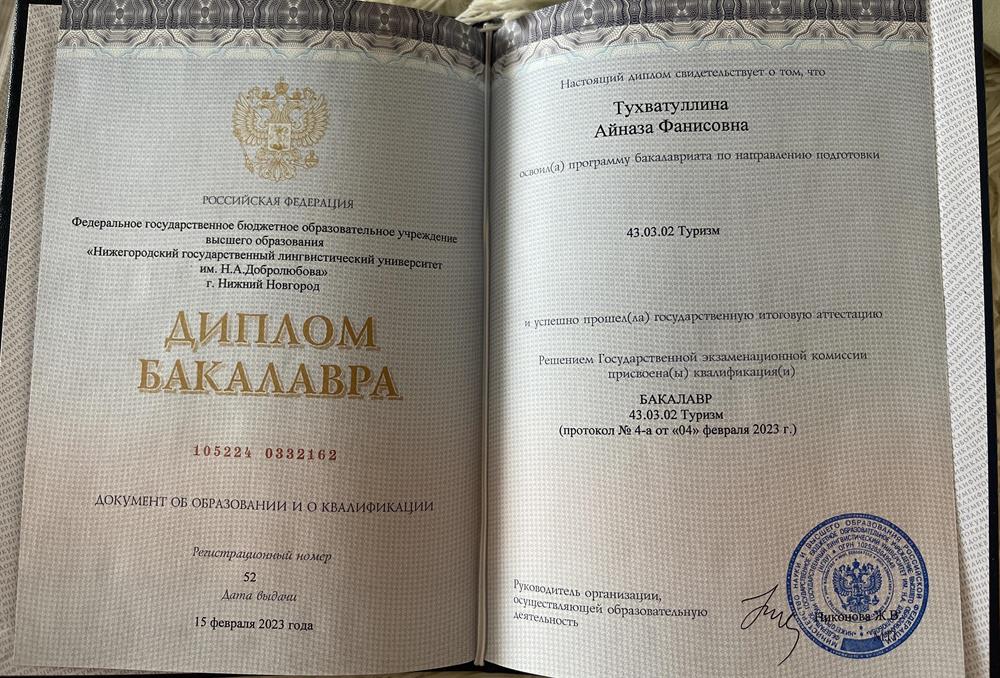 РОССИЙСКАЯ ФЕДЕРАЦИЯ
Федеральное государственное бюджетное образовательное учреждение
высшего образования
«Нижегородский государственный лингвистический университет
им. Н.А.Добролюбова»
г. Нижний Новгород
ДИПЛОМ
БАКАЛАВРА
105224 0332162
ДОКУМЕНТ ОБ ОБРАЗОВАНИИ И О КВАЛИФИКАЦИИ
Регистрационный номер
52
Дата выдачи
15 февраля 2023 года
Настоящий диплом свидетельствует о том, что
Тухватуллина
Айназа Фанисовна
освоил(а) программу бакалавриата по направлению подготовки
43.03.02 Туризм
и успешно прошел(ла) государственную итоговую аттестацию
Решением Государственной экзаменационной комиссии
присвоена(ы) квалификация(и)
БАКАЛАВР
43.03.02 Туризм
(протокол № 4-а от «04» февраля 2023 г.)
Руководитель организации,
осуществляющей образовательную
деятельность
Никонова Ж.В.